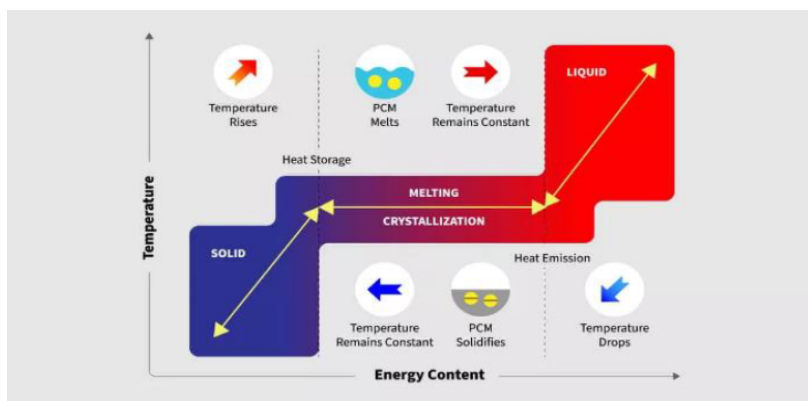 Temperature
Rises
PCM
Melts
Temperature
Remains Constant
LIQUID
Heat Storage
MELTING
CRYSTALLIZATION
SOLID
Heat Emission
Temperature
Remains Constant
PCM
Solidifies
Temperature
Drops
Temperature
Energy Content